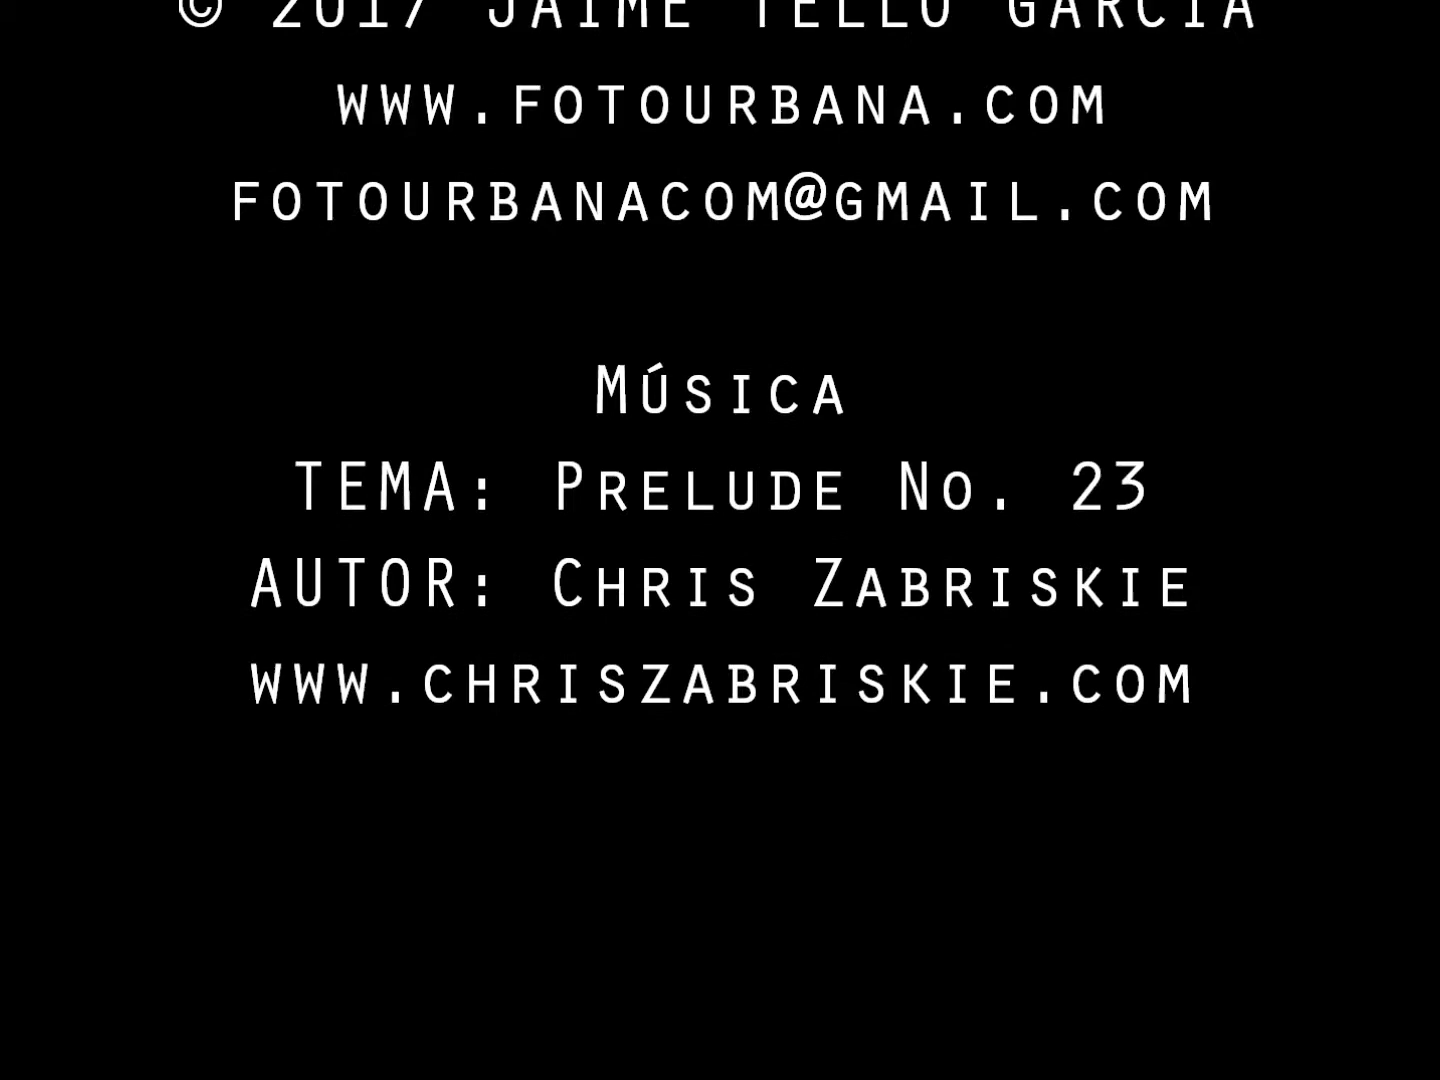 © 2017 JAIME TELLO GARCÍA
www.fotourbana.com
fotourbanacom@gmail.com
Música
TEMA: Prelude No. 23
AUTOR: Chris Zabriskie
www.chriszabriskie.com